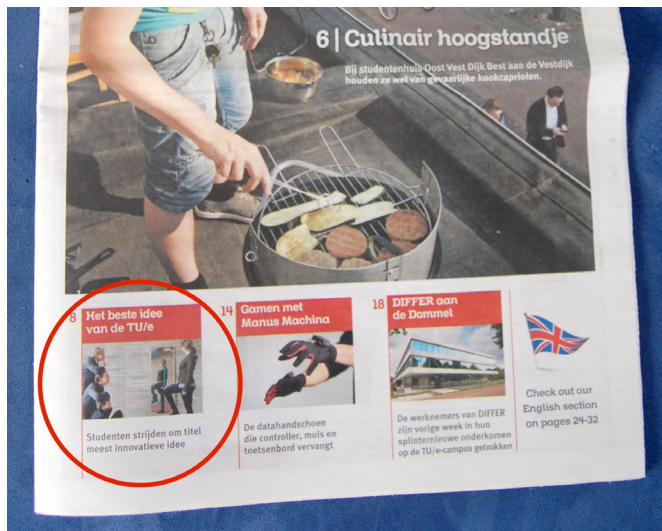 6 | Culinair hoogstandje
Bij studentenhuis Oost Vest Dijk Best aan de Vestdijk
houden ze wel van gevaarlijke kookcapriolen.
8
Het beste idee
van de TU/e
Studenten strijden om titel
meest innovatieve idee
14
Gamen met
Manus Machina
De datahandschoen
die controller, muis en
toetsenbord vervangt
18
DIFFER aan
de Dommel
De werknemers van DIFFER
zijn vorige week in hun
splinternieuwe onderkomen
op de TU/e-campus getrokken
Check out our
English section
on pages 24-32